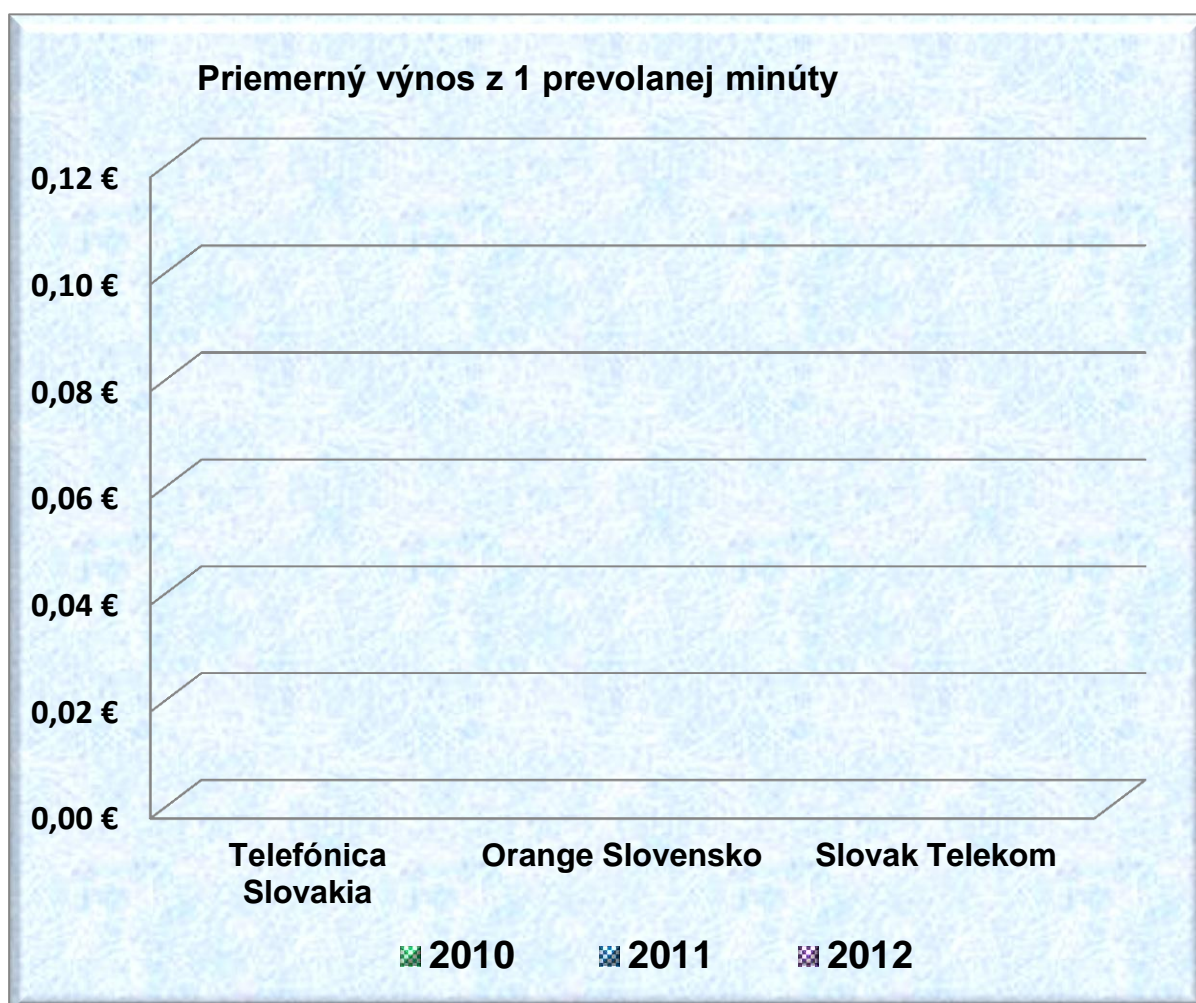 Priemerný výnos z 1 prevolanej minúty
0,12 €
0,10 €
0,08 €
0,06 €
0,04 €
0,02 €
0,00 €
Telefónica
Slovakia
Orange Slovensko
Slovak Telekom
2010
2011
2012